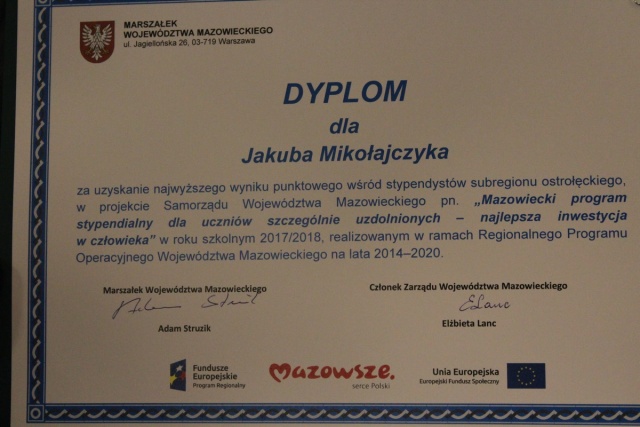 MARSZAŁEK
WOJEWÓDZTWA MAZOWIECKIEGO
ul. Jagiellońska 26, 03-719 Warszawa
DYPLOM
dla
Jakuba Mikołajczyka
za uzyskanie najwyższego wyniku punktowego wśród stypendystów subregionu ostrołęckiego,
w projekcie Samorządu Województwa Mazowieckiego pn. „Mazowiecki program
stypendialny dla uczniów szczególnie uzdolnionych – najlepsza inwestycja
w człowieka” w roku szkolnym 2017/2018, realizowanym w ramach Regionalnego Programu
Operacyjnego Województwa Mazowieckiego na lata 2014–2020.
Marszałek Województwa Mazowieckiego
Członek Zarządu Województwa Mazowieckiego
Adam Struzik
ELanc
Adam Struzik
Elżbieta Lanc
Fundusze
Europejskie
Program Regionalny
mazowsze.
serce Polski
Unia Europejska
Europejski Fundusz Społeczny